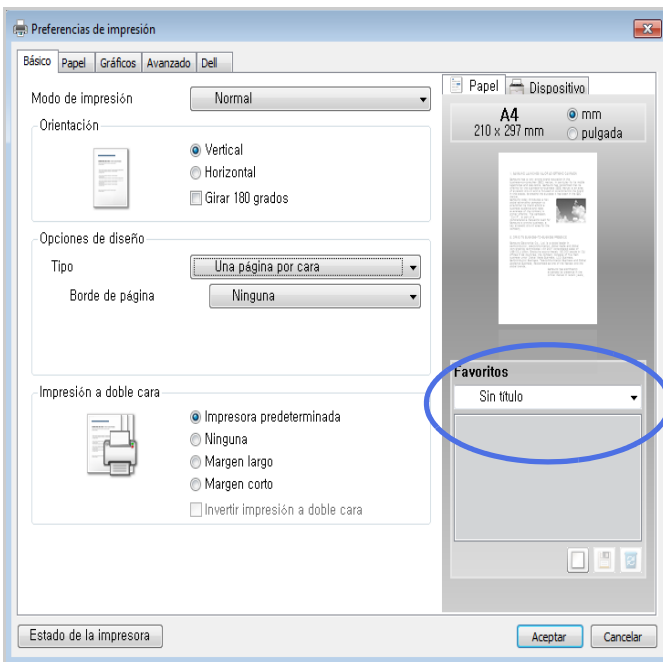 Preferencias de impresión
Básico Papel Gráficos Avanzado Dell
Modo de impresión Normal
Orientación
Vertical
Horizontal
Girar 180 grados
Opciones de diseño
Tipo Una página por cara
Borde de página Ninguna
Impresión a doble cara
Impresora predeterminada
Ninguna
Margen largo
Margen corto
Invertir impresión a doble cara
Papel Dispositivo
A4
210 x 297 mm
mm
pulgada
Favoritos
Sin título
Estado de la impresora Aceptar Cancelar